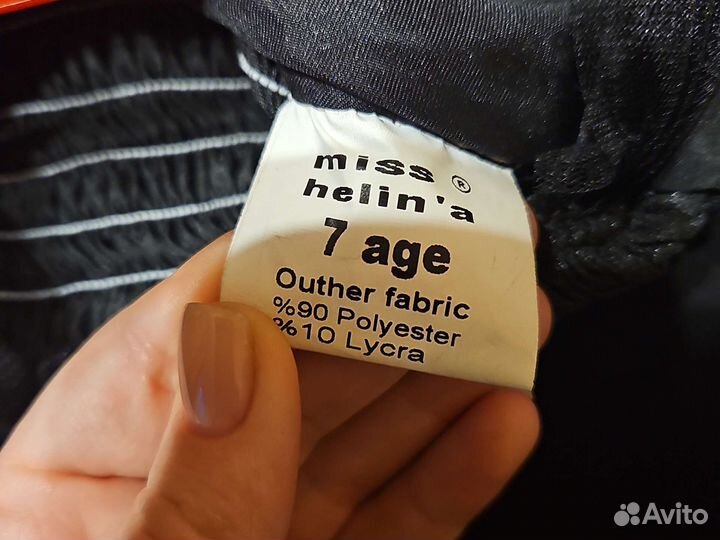 miss ®
helin'a
7 age
Outher fabric
%90 Polyester
%10 Lycra
Avito